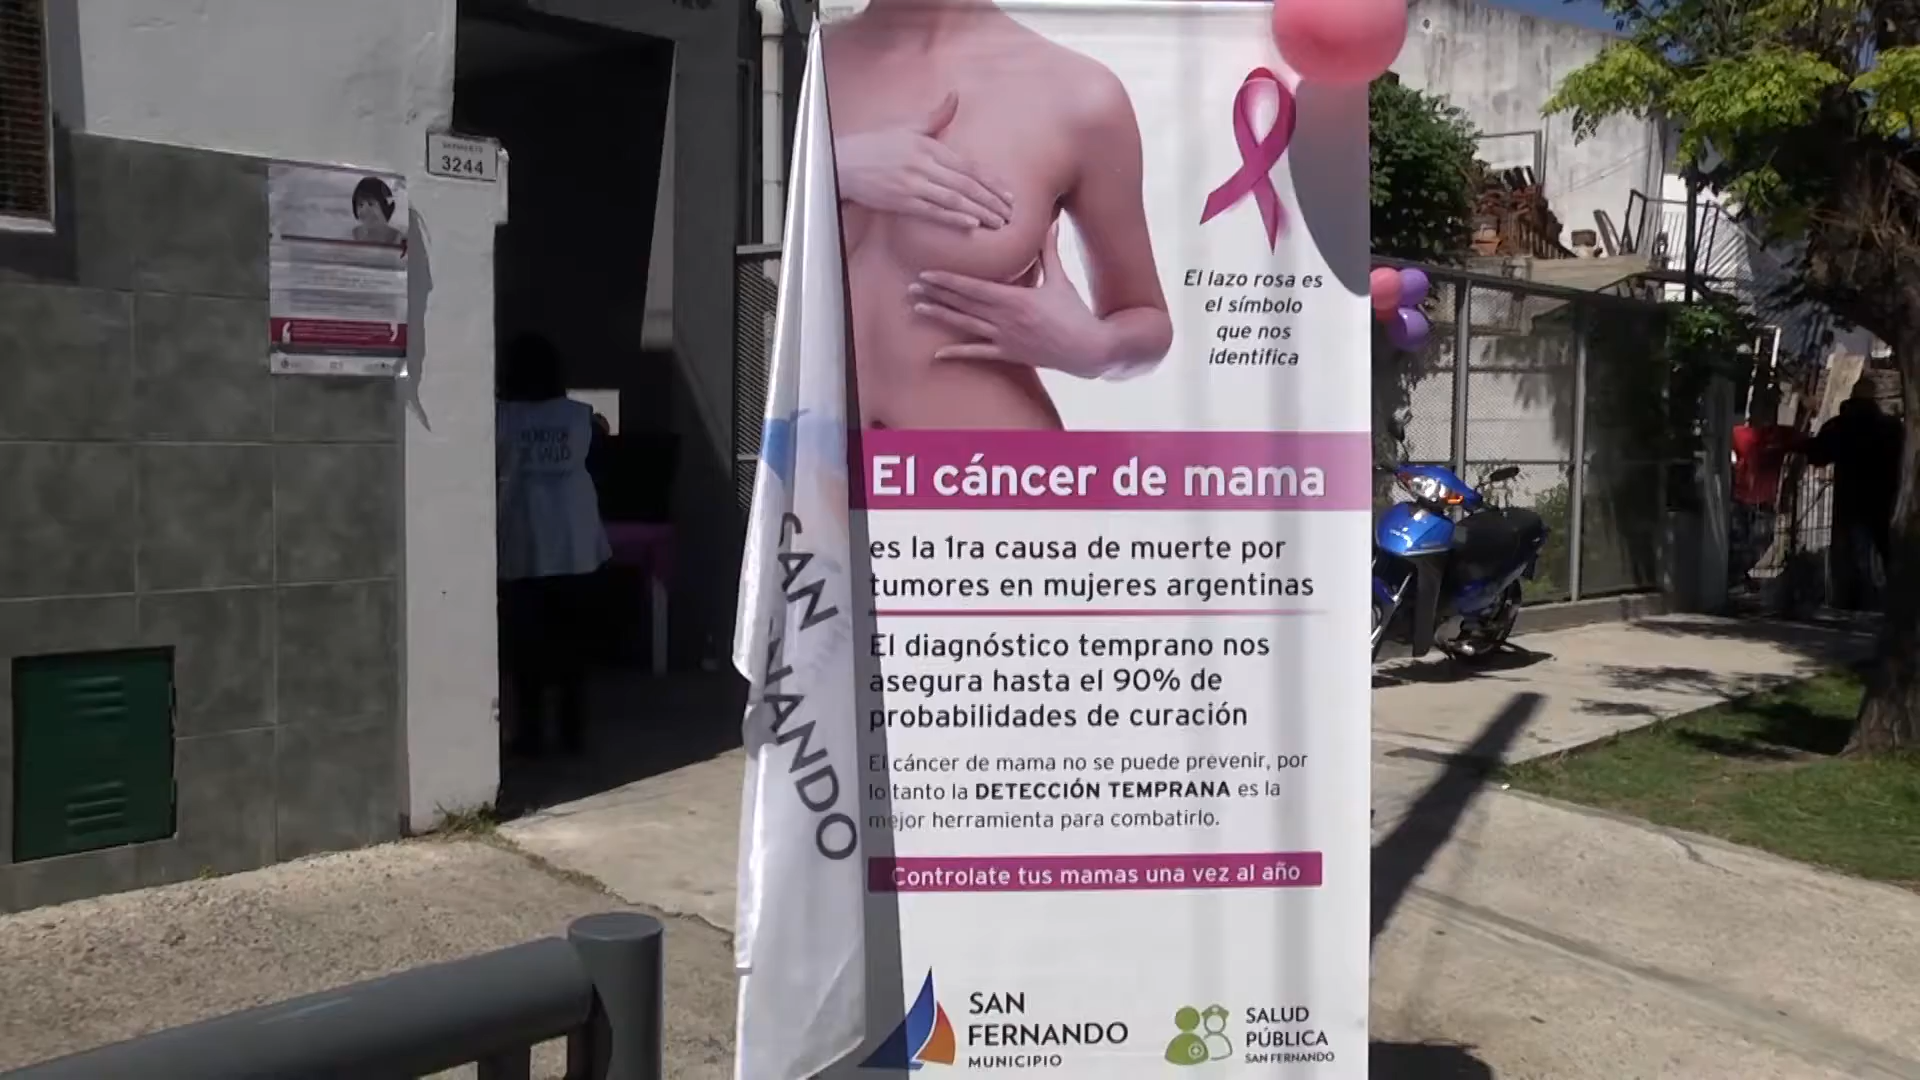 3244
El lazo rosa es
el símbolo
que nos
identifica
El cáncer de mama
es la 1ra causa de muerte por
tumores en mujeres argentinas
El diagnóstico temprano nos
asegura hasta el 90% de
probabilidades de curación
El cáncer de mama no se puede prevenir, por
lo tanto la DETECCIÓN TEMPRANA es la
mejor herramienta para combatirlo.
Controlate tus mamas una vez al año
SAN
FERNANDO
MUNICIPIO
SALUD
PÚBLICA
SAN FERNANDO
SAN
NANDO